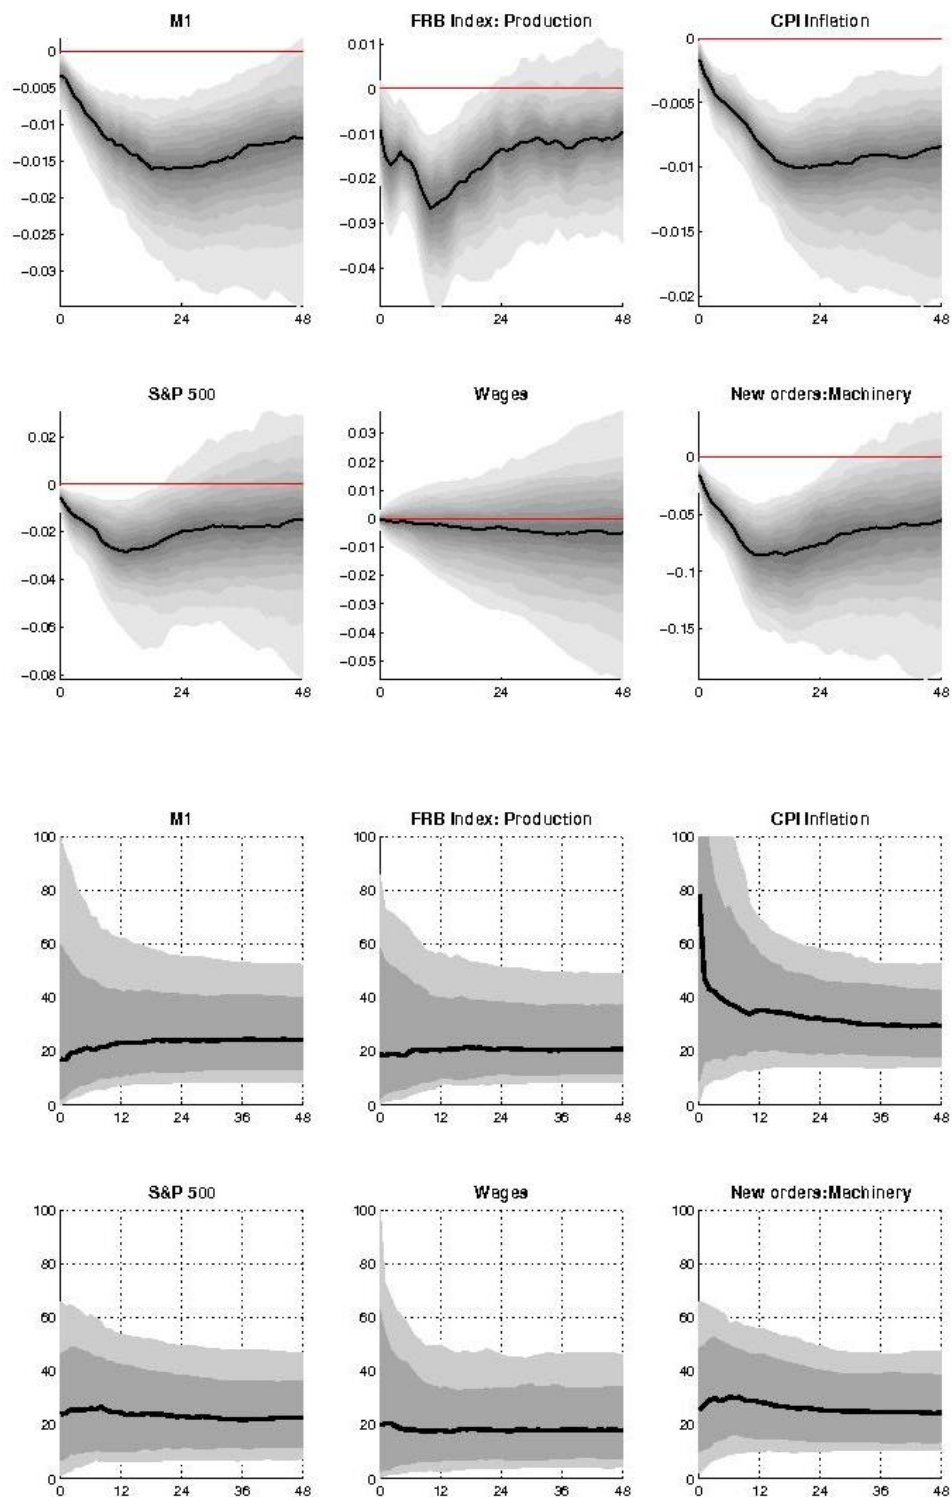 M1 FRB Index: Production CPI Inflation
0 0.01 0
-0.005 0 -0.005
-0.01 -0.01 -0.01
-0.015 -0.02 -0.015
-0.02 -0.03 -0.02
-0.025 -0.04
-0.03
0 24 48 0 24 48 0 24 48
S&P 500 Wages New orders:Machinery
0.02 0.03 0
0 0.02 -0.05
-0.02 0.01 -0.1
-0.04 0 -0.15
-0.06 -0.01
-0.08 -0.02
-0.03
-0.04
-0.05
0 24 48 0 24 48 0 24 48
M1 FRB Index: Production CPI Inflation
100 100 100
80 80 80
60 60 60
40 40 40
20 20 20
0 0 0
0 12 24 36 48 0 12 24 36 48 0 12 24 36 48
S&P 500 Wages New orders:Machinery
100 100 100
80 80 80
60 60 60
40 40 40
20 20 20
0 0 0
0 12 24 36 48 0 12 24 36 48 0 12 24 36 48